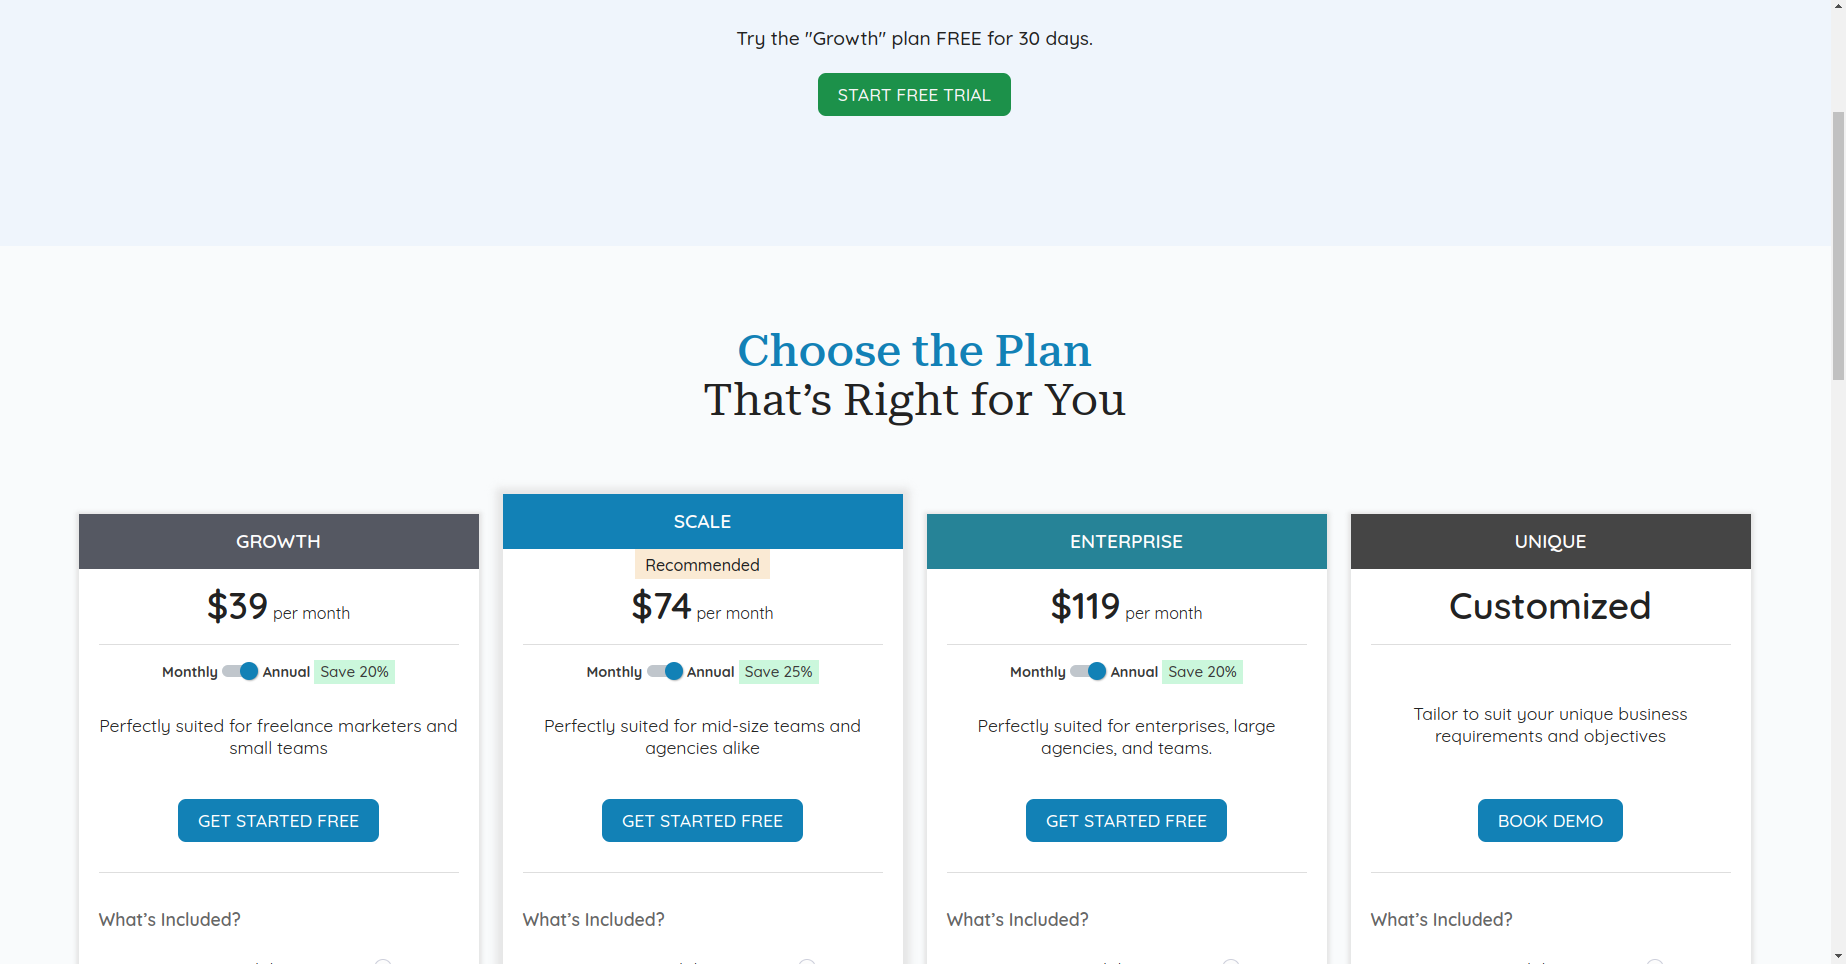 Try the "Growth" plan FREE for 30 days.
START FREE TRIAL
Choose the Plan
That’s Right for You
GROWTH
$39 per month
Monthly Annual Save 20%
Perfectly suited for freelance marketers and
small teams
GET STARTED FREE
What’s Included?
SCALE
Recommended
$74 per month
Monthly Annual Save 25%
Perfectly suited for mid-size teams and
agencies alike
GET STARTED FREE
What’s Included?
ENTERPRISE
$119 per month
Monthly Annual Save 20%
Perfectly suited for enterprises, large
agencies, and teams.
GET STARTED FREE
What’s Included?
UNIQUE
Customized
Tailor to suit your unique business
requirements and objectives
BOOK DEMO
What’s Included?